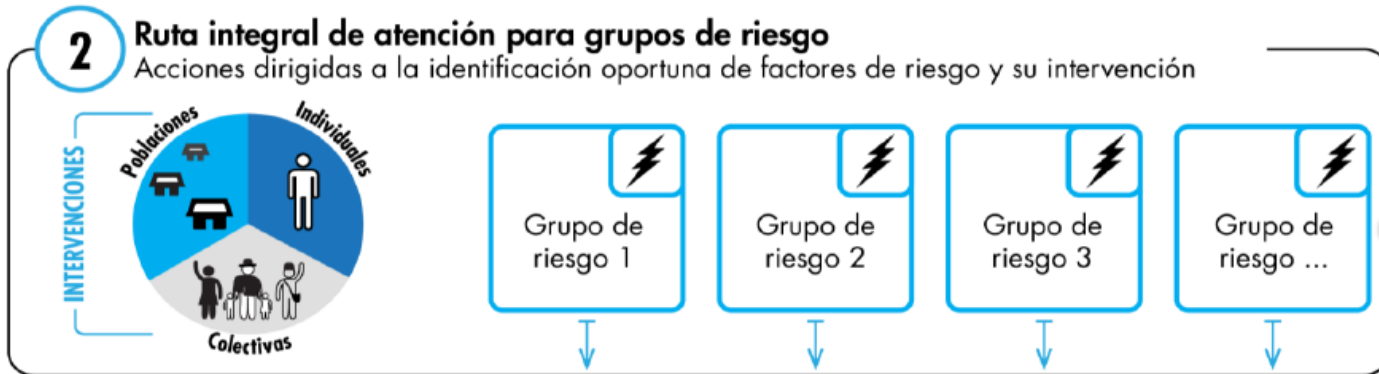 2
Ruta integral de atención para grupos de riesgo
Acciones dirigidas a la identificación oportuna de factores de riesgo y su intervención
INTERVENCIONES
Poblaciones
Individuales
Colectivas
Grupo de
riesgo 1
Grupo de
riesgo 2
Grupo de
riesgo 3
Grupo de
riesgo ...